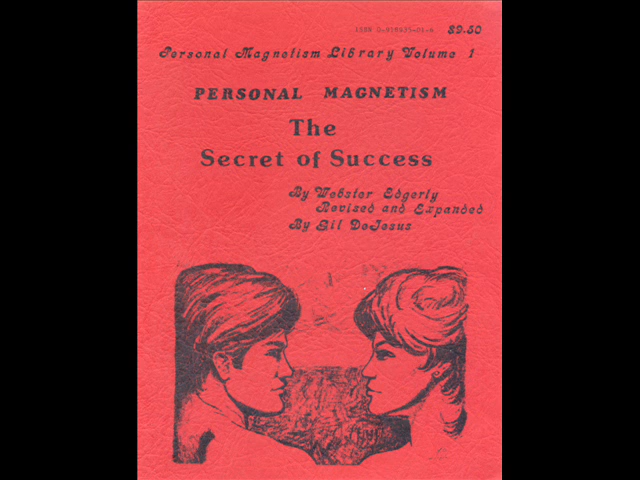 $9.50
Personal Magnetism Library Volume 1
PERSONAL MAGNETISM
The
Secret of Success
By Webster Edgerly
Revised and Expanded
By Gil DeJesus